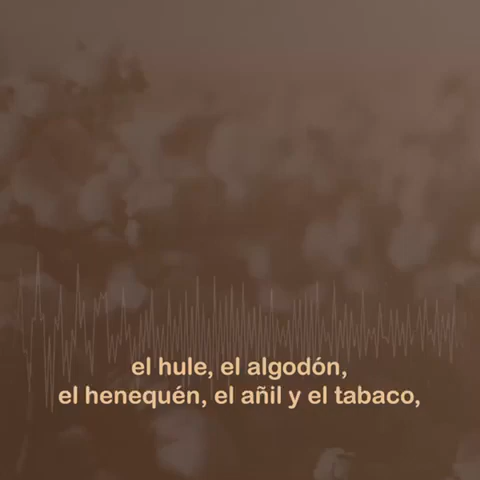 el hule, el algodón,
el henequén, el añil y el tabaco,